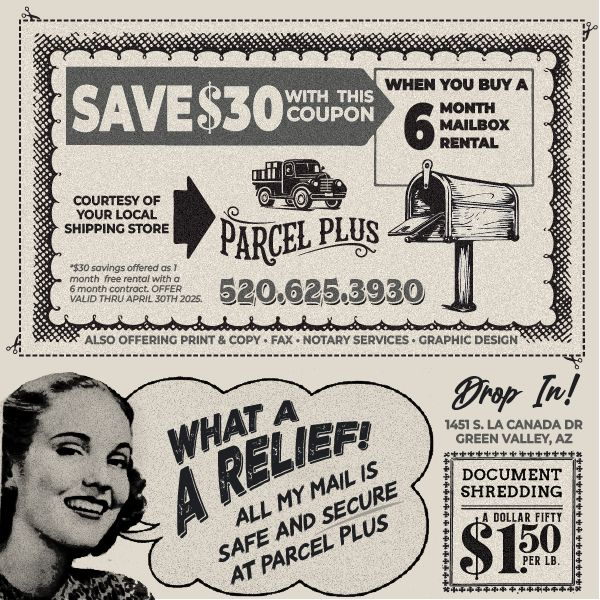 SAVE $30 WITH THIS
COUPON
WHEN YOU BUY A
6 MONTH
MAILBOX
RENTAL
COURTESY OF
YOUR LOCAL
SHIPPING STORE
PARCEL PLUS
*$30 savings offered as 1
month free rental with a
6 month contract. OFFER
VALID THRU APRIL 30TH 2025.
520.625.3930
ALSO OFFERING PRINT & COPY • FAX • NOTARY SERVICES • GRAPHIC DESIGN
WHAT A
A RELIEF!
ALL MY MAIL IS
SAFE AND SECURE
AT PARCEL PLUS
Drop In!
1451 S. LA CANADA DR
GREEN VALLEY, AZ
DOCUMENT
SHREDDING
A DOLLAR FIFTY
$1.50
PER LB.